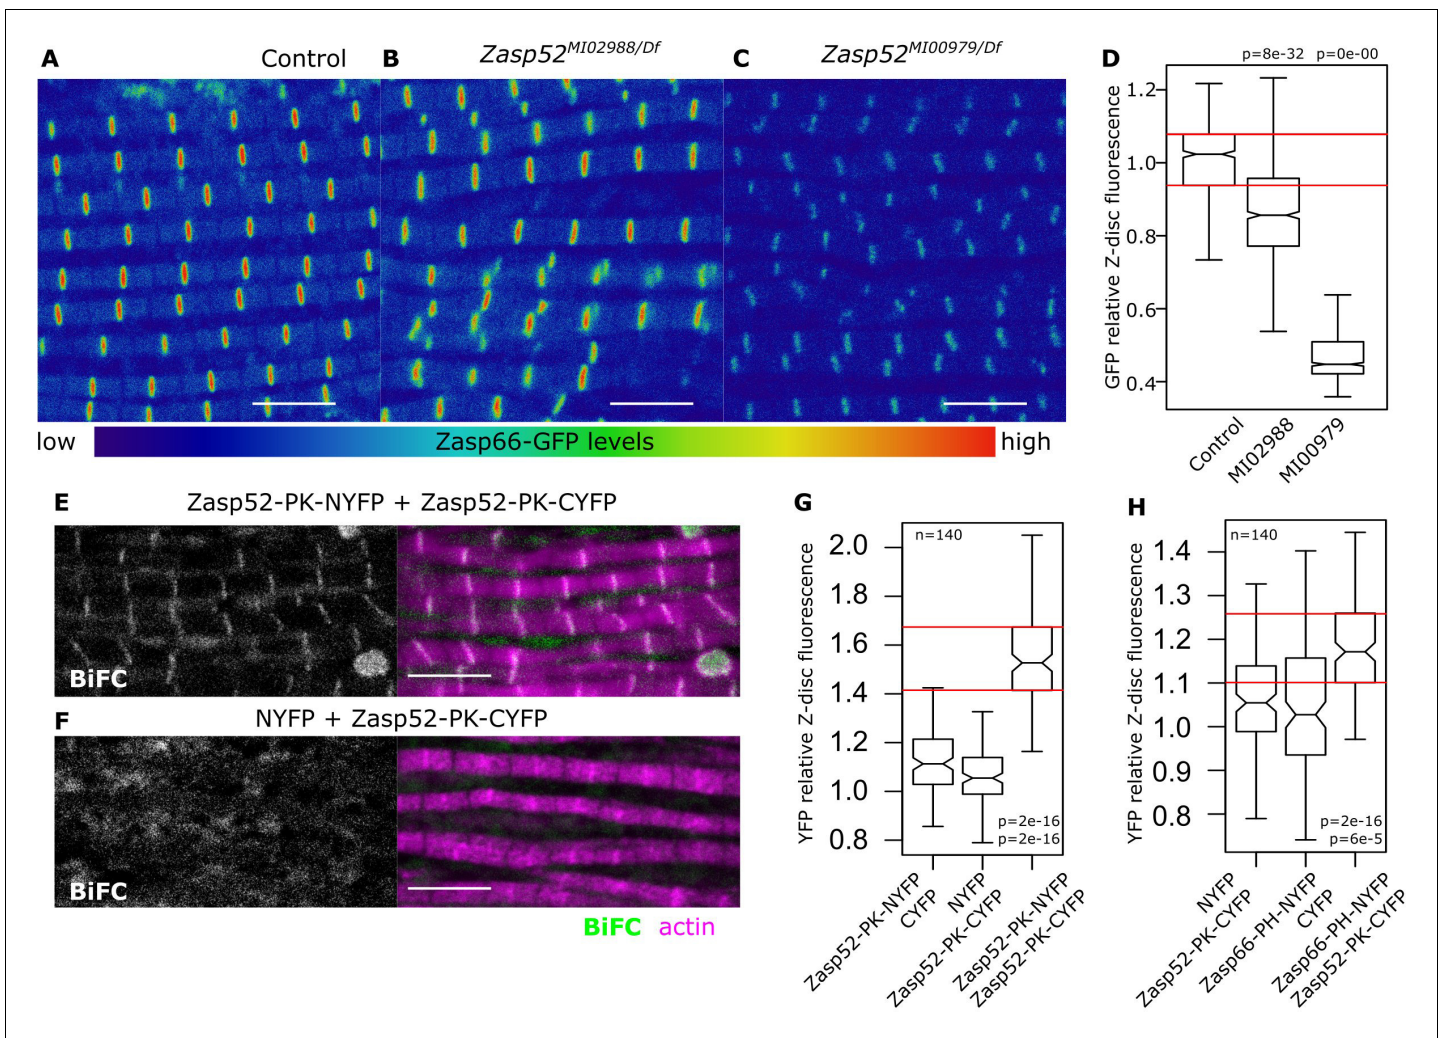 A Control
B Zasp52^MI02988/Df
C Zasp52^MI00979/Df
low Zasp66-GFP levels high
D
p=8e-32 p=0e-00
GFP relative Z-disc fluorescence
1.2
1.0
0.8
0.6
0.4
Control
MI02988
MI00979
E Zasp52-PK-NYFP + Zasp52-PK-CYFP
BiFC
F NYFP + Zasp52-PK-CYFP
BiFC
BiFC actin
G
n=140
YFP relative Z-disc fluorescence
2.0
1.8
1.6
1.4
1.2
1.0
0.8
p=2e-16
p=2e-16
Zasp52-PK-NYFP
CYFP
NYFP
Zasp52-PK-CYFP
Zasp52-PK-NYFP
Zasp52-PK-CYFP
H
n=140
YFP relative Z-disc fluorescence
1.4
1.3
1.2
1.1
1.0
0.9
0.8
p=2e-16
p=6e-5
NYFP
Zasp52-PK-CYFP
Zasp66-PH-NYFP
CYFP
Zasp66-PH-NYFP
Zasp52-PK-CYFP